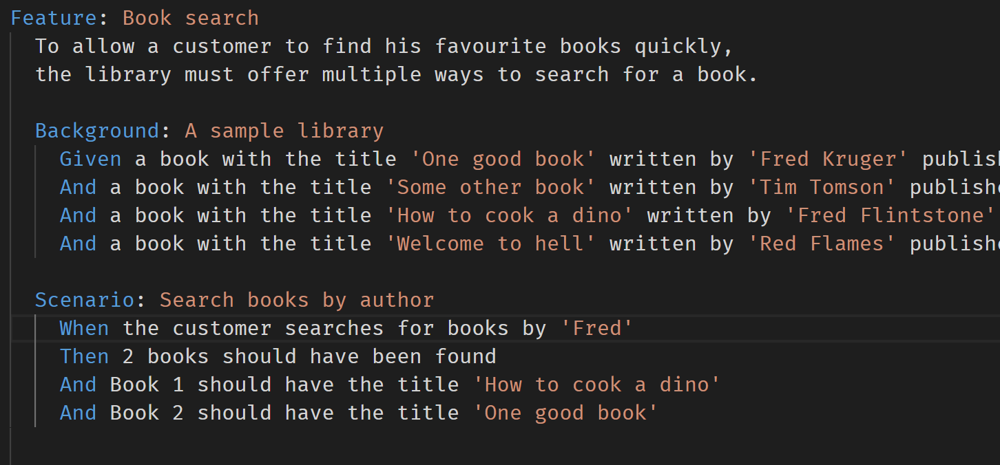 Feature: Book search
To allow a customer to find his favourite books quickly,
the library must offer multiple ways to search for a book.
Background: A sample library
Given a book with the title 'One good book' written by 'Fred Kruger'
And a book with the title 'Some other book' written by 'Tim Tomson'
And a book with the title 'How to cook a dino' written by 'Fred Flintstone'
And a book with the title 'Welcome to hell' written by 'Red Flames'
Scenario: Search books by author
When the customer searches for books by 'Fred'
Then 2 books should have been found
And Book 1 should have the title 'How to cook a dino'
And Book 2 should have the title 'One good book'